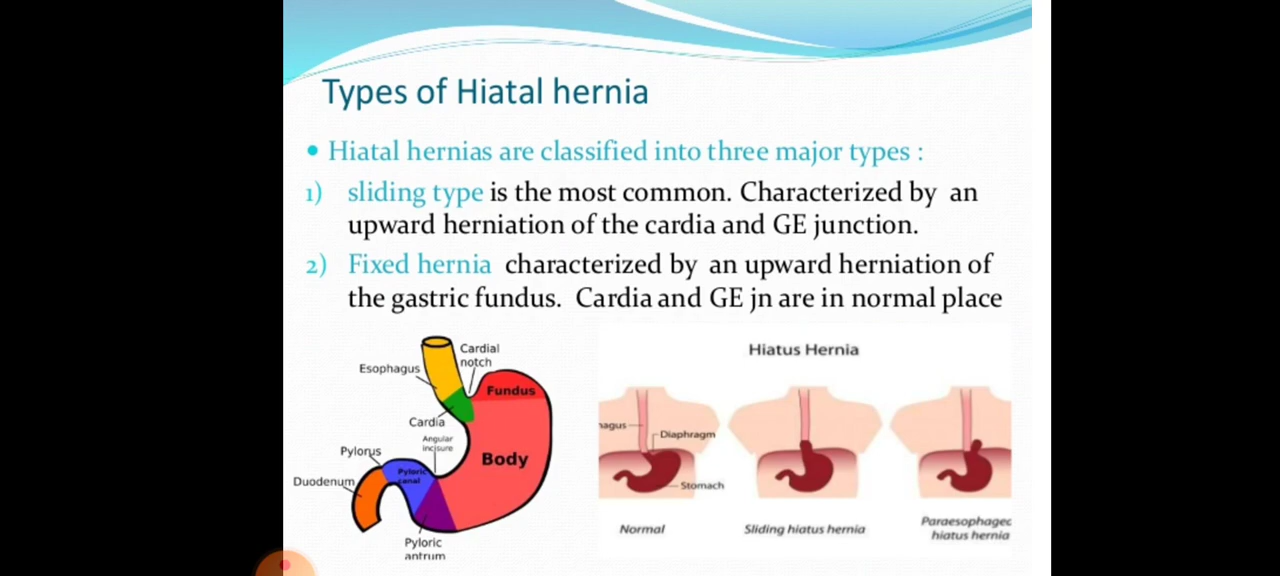 Types of Hiatal hernia
• Hiatal hernias are classified into three major types :
1) sliding type is the most common. Characterized by an
upward herniation of the cardia and GE junction.
2) Fixed hernia characterized by an upward herniation of
the gastric fundus. Cardia and GE jn are in normal place
Cardial
notch
Esophagus
Fundus
Cardia
Angular
incisure
Pylorus
Pyloric
canal
Body
Duodenum
Pyloric
antrum
Hiatus Hernia
hagus
Diaphragm
Stomach
Normal
Sliding hiatus hernia
Paraesophageal
hiatus hernia